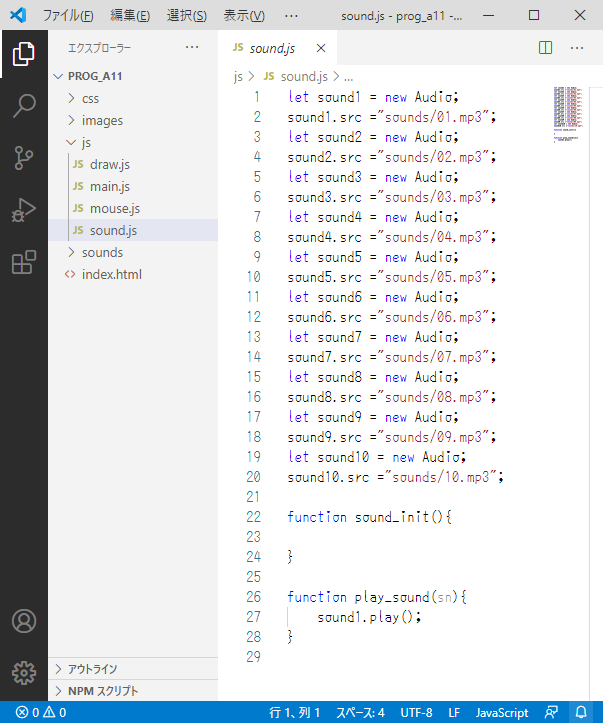 ファイル(F) 編集(E) 選択(S) 表示(V) ··· sound.js - prog_a11 -...
エクスプローラー ···
PROG_A11
css
images
js
JS draw.js
JS main.js
JS mouse.js
JS sound.js
sounds
<> index.html
アウトライン
NPM スクリプト
JS sound.js ···
js > JS sound.js > ...
1 let sound1 = new Audio;
2 sound1.src ="sounds/01.mp3";
3 let sound2 = new Audio;
4 sound2.src ="sounds/02.mp3";
5 let sound3 = new Audio;
6 sound3.src ="sounds/03.mp3";
7 let sound4 = new Audio;
8 sound4.src ="sounds/04.mp3";
9 let sound5 = new Audio;
10 sound5.src ="sounds/05.mp3";
11 let sound6 = new Audio;
12 sound6.src ="sounds/06.mp3";
13 let sound7 = new Audio;
14 sound7.src ="sounds/07.mp3";
15 let sound8 = new Audio;
16 sound8.src ="sounds/08.mp3";
17 let sound9 = new Audio;
18 sound9.src ="sounds/09.mp3";
19 let sound10 = new Audio;
20 sound10.src ="sounds/10.mp3";
21
22 function sound_init(){
23
24 }
25
26 function play_sound(sn){
27 sound1.play();
28 }
29
0 0 行 1、列 1 スペース: 4 UTF-8 LF JavaScript